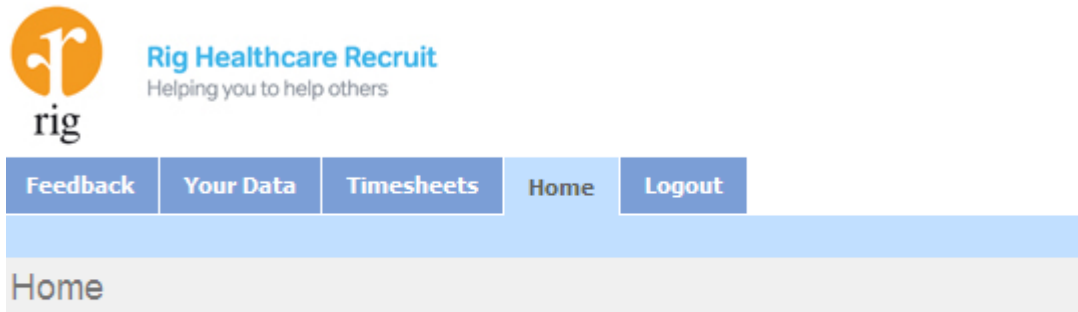 Rig Healthcare Recruit
Helping you to help others
rig
Feedback Your Data Timesheets Home Logout
Home